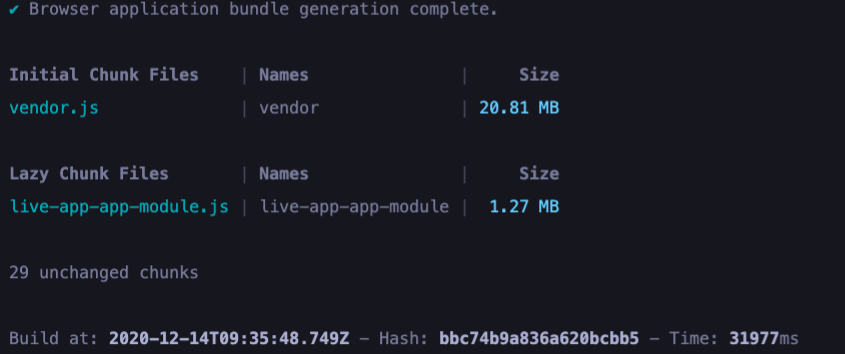 ✔ Browser application bundle generation complete.
Initial Chunk Files | Names | Size
vendor.js | vendor | 20.81 MB
Lazy Chunk Files | Names | Size
live-app-app-module.js | live-app-app-module | 1.27 MB
29 unchanged chunks
Build at: 2020-12-14T09:35:48.749Z - Hash: bbc74b9a836a620bcbb5 - Time: 31977ms